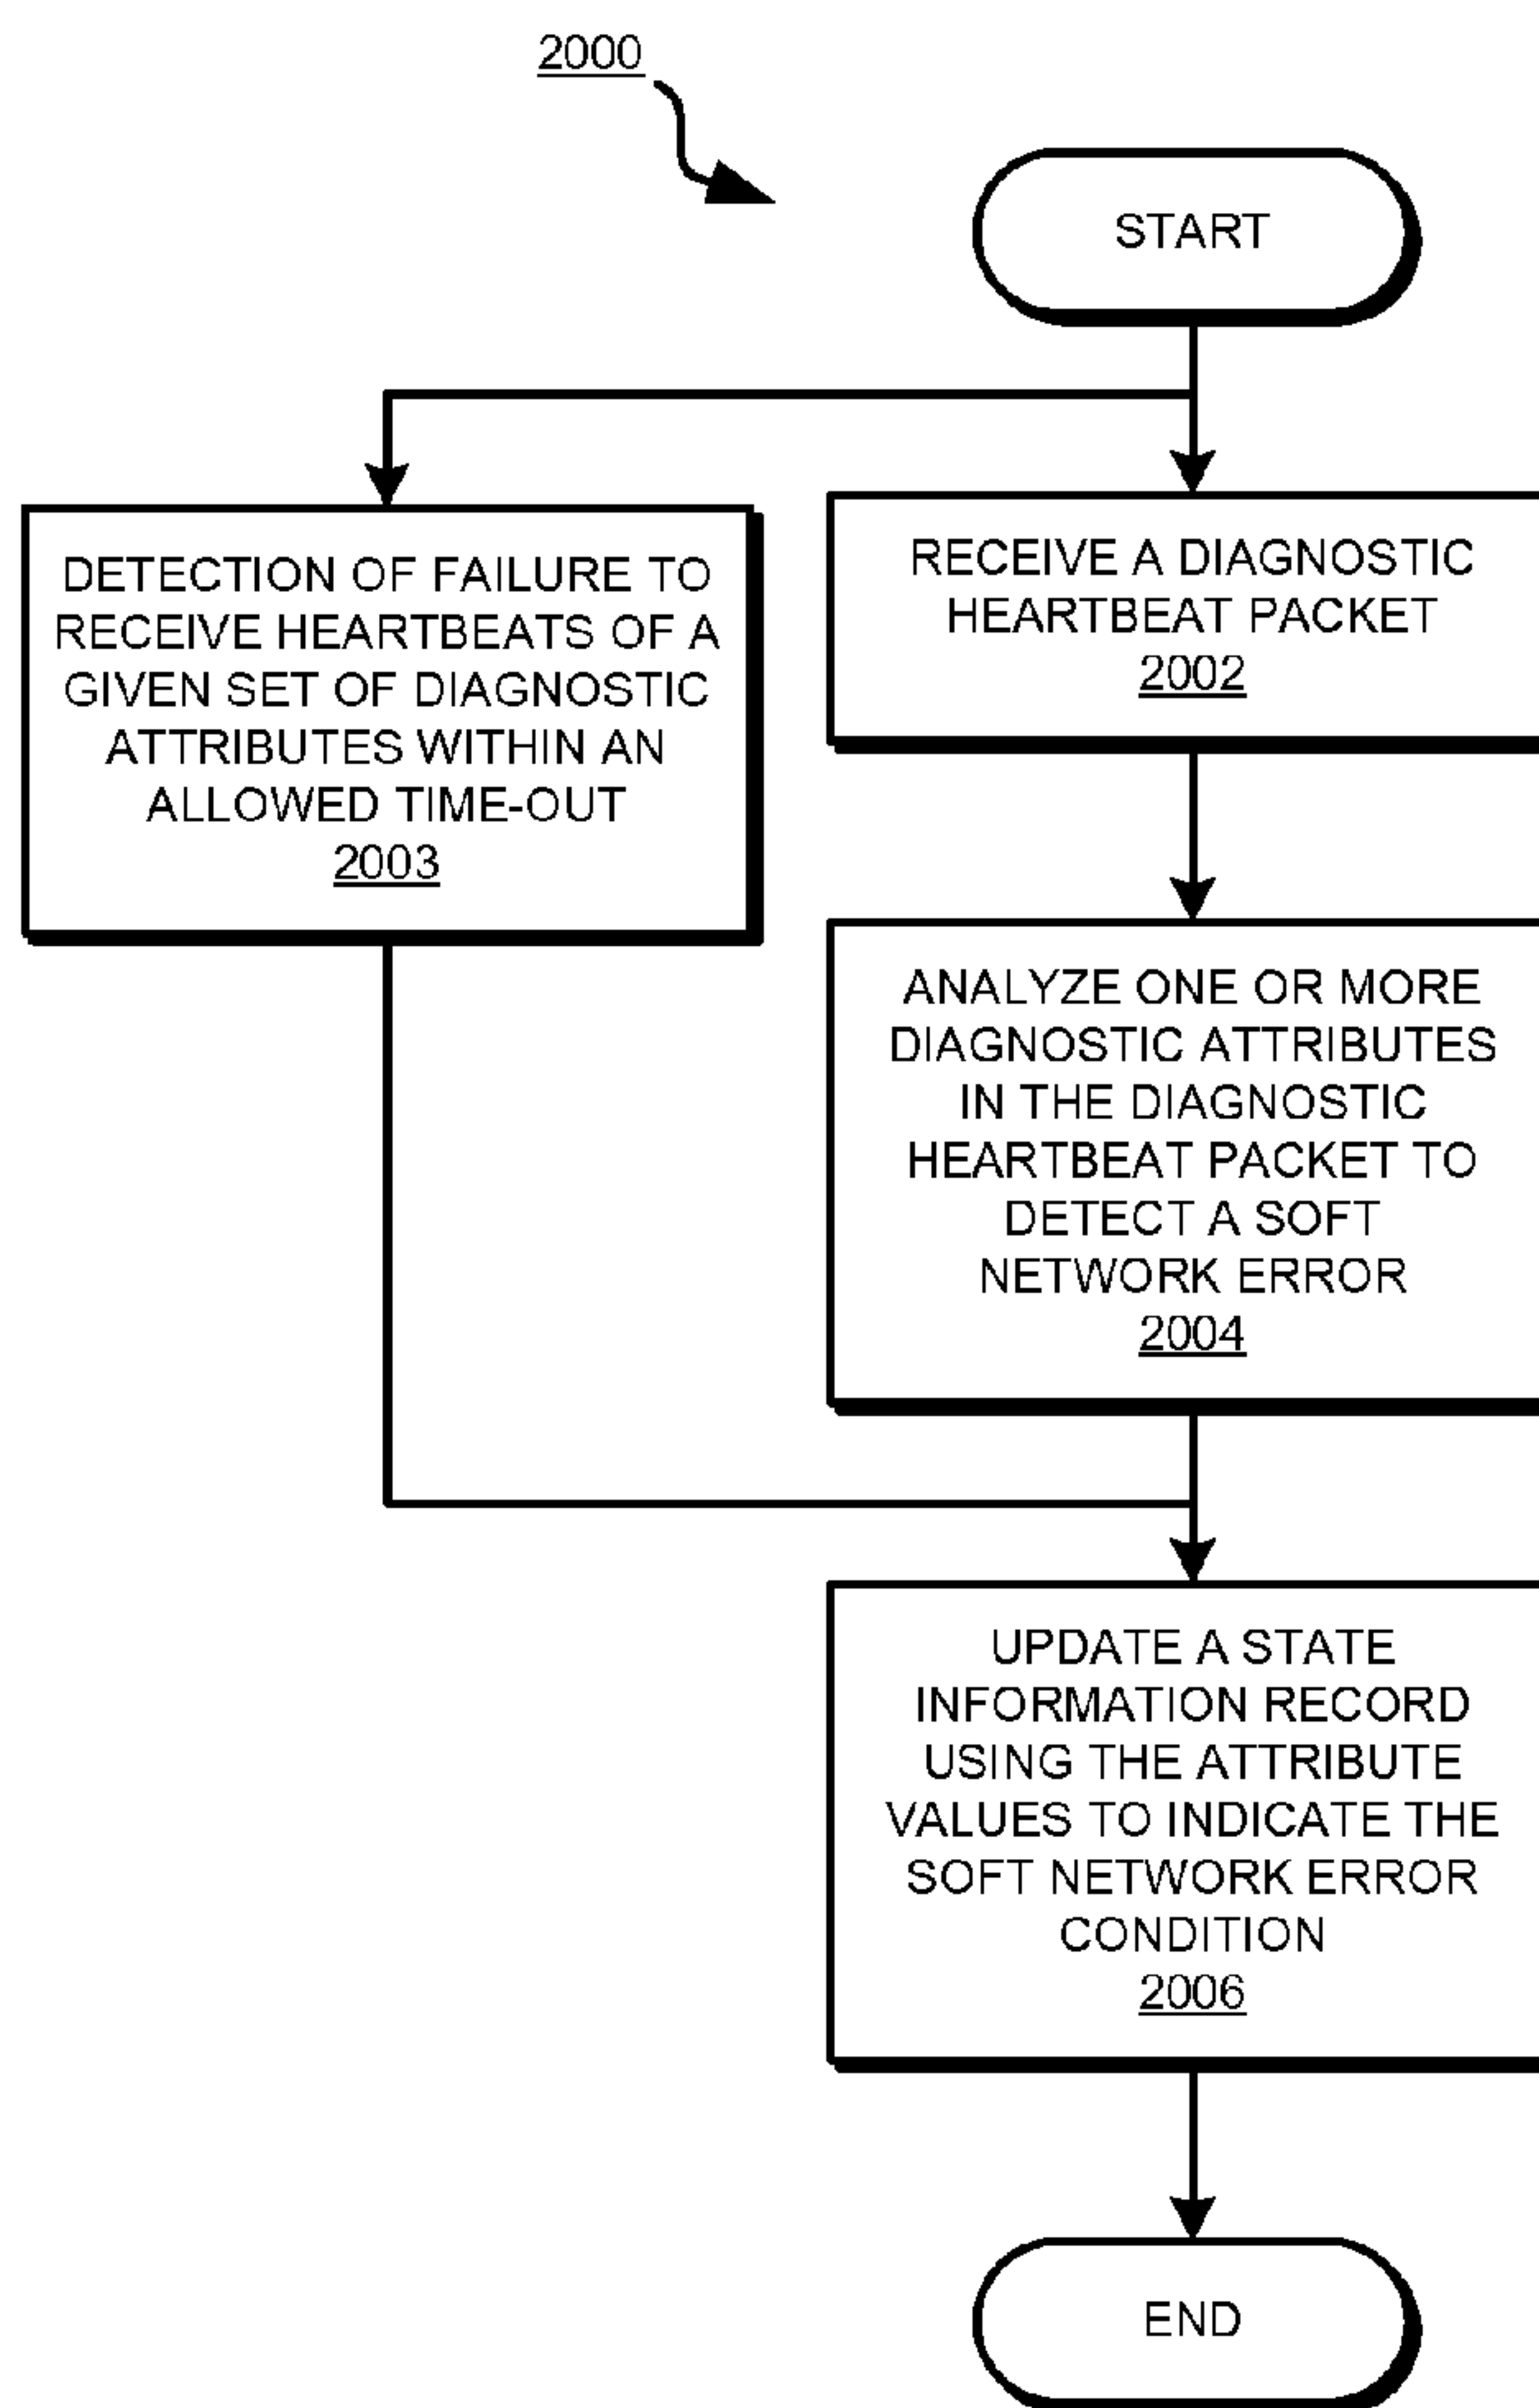 2000
START
DETECTION OF FAILURE TO
RECEIVE HEARTBEATS OF A
GIVEN SET OF DIAGNOSTIC
ATTRIBUTES WITHIN AN
ALLOWED TIME-OUT
2003
RECEIVE A DIAGNOSTIC
HEARTBEAT PACKET
2002
ANALYZE ONE OR MORE
DIAGNOSTIC ATTRIBUTES
IN THE DIAGNOSTIC
HEARTBEAT PACKET TO
DETECT A SOFT
NETWORK ERROR
2004
UPDATE A STATE
INFORMATION RECORD
USING THE ATTRIBUTE
VALUES TO INDICATE THE
SOFT NETWORK ERROR
CONDITION
2006
END